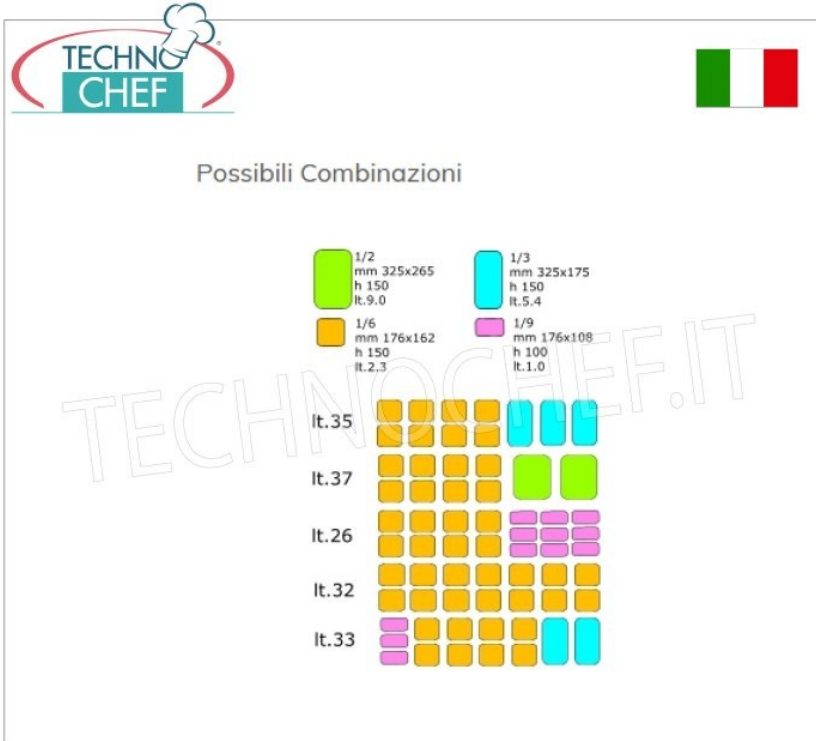 TECHNO
CHEF
®
Possibili Combinazioni
1/2
mm 325x265
h 150
lt.9.0
1/3
mm 325x175
h 150
lt.5.4
1/6
mm 176x162
h 150
lt.2.3
1/9
mm 176x108
h 100
lt.1.0
TECHNOCHEF.IT
lt.35
lt.37
lt.26
lt.32
lt.33